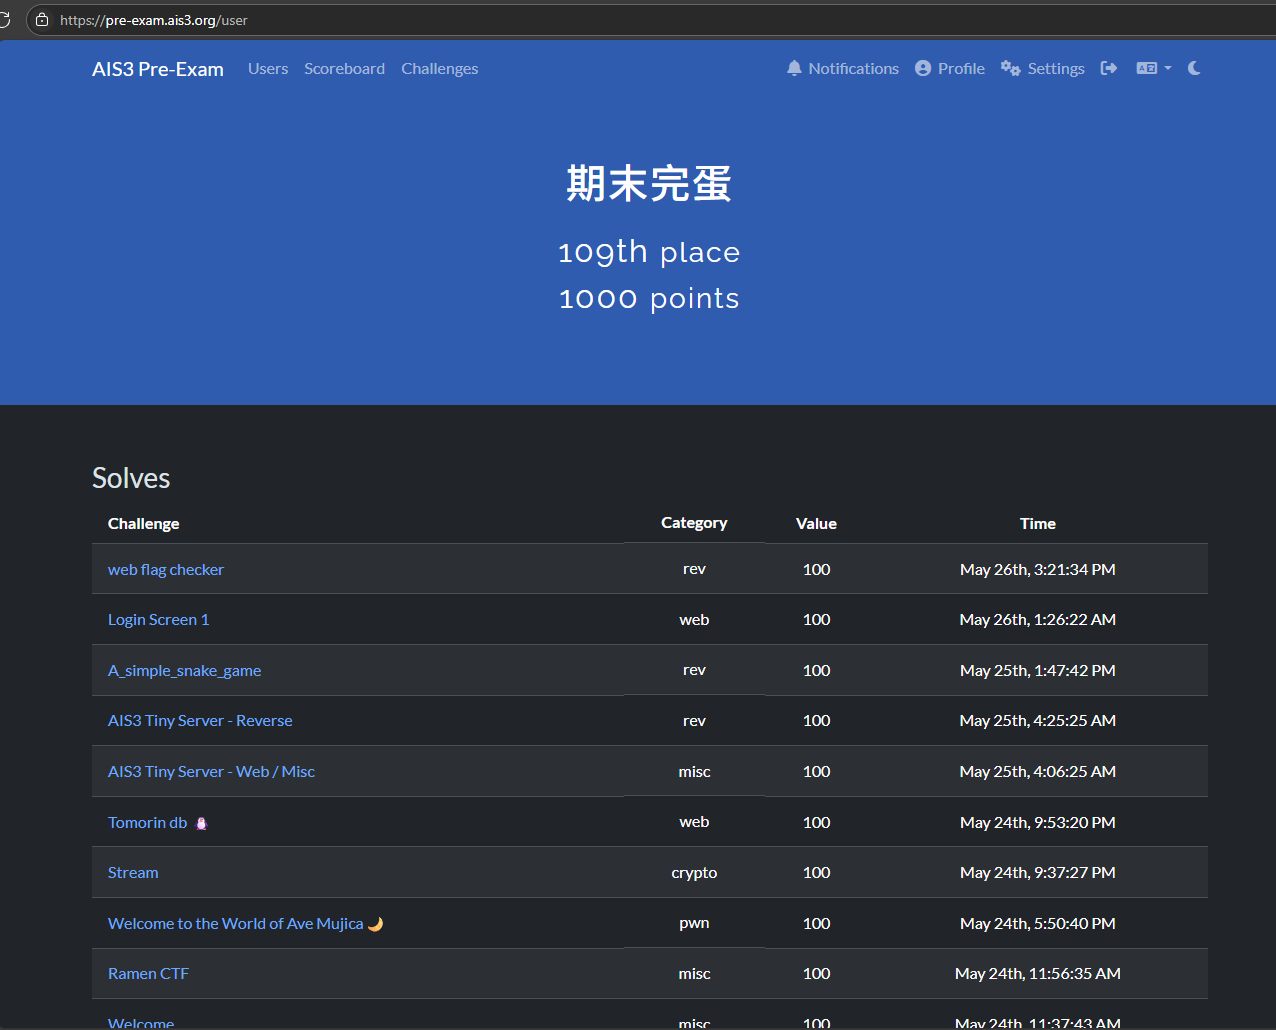 https://pre-exam.ais3.org/user
AIS3 Pre-Exam Users Scoreboard Challenges Notifications Profile Settings
期末完蛋
109th place
1000 points
Solves
Challenge Category Value Time
web flag checker rev 100 May 26th, 3:21:34 PM
Login Screen 1 web 100 May 26th, 1:26:22 AM
A_simple_snake_game rev 100 May 25th, 1:47:42 PM
AIS3 Tiny Server - Reverse rev 100 May 25th, 4:25:25 AM
AIS3 Tiny Server - Web / Misc misc 100 May 25th, 4:06:25 AM
Tomorin db 🐧 web 100 May 24th, 9:53:20 PM
Stream crypto 100 May 24th, 9:37:27 PM
Welcome to the World of Ave Mujica 🌙 pwn 100 May 24th, 5:50:40 PM
Ramen CTF misc 100 May 24th, 11:56:35 AM
Welcome misc 100 May 24th, 11:37:43 AM